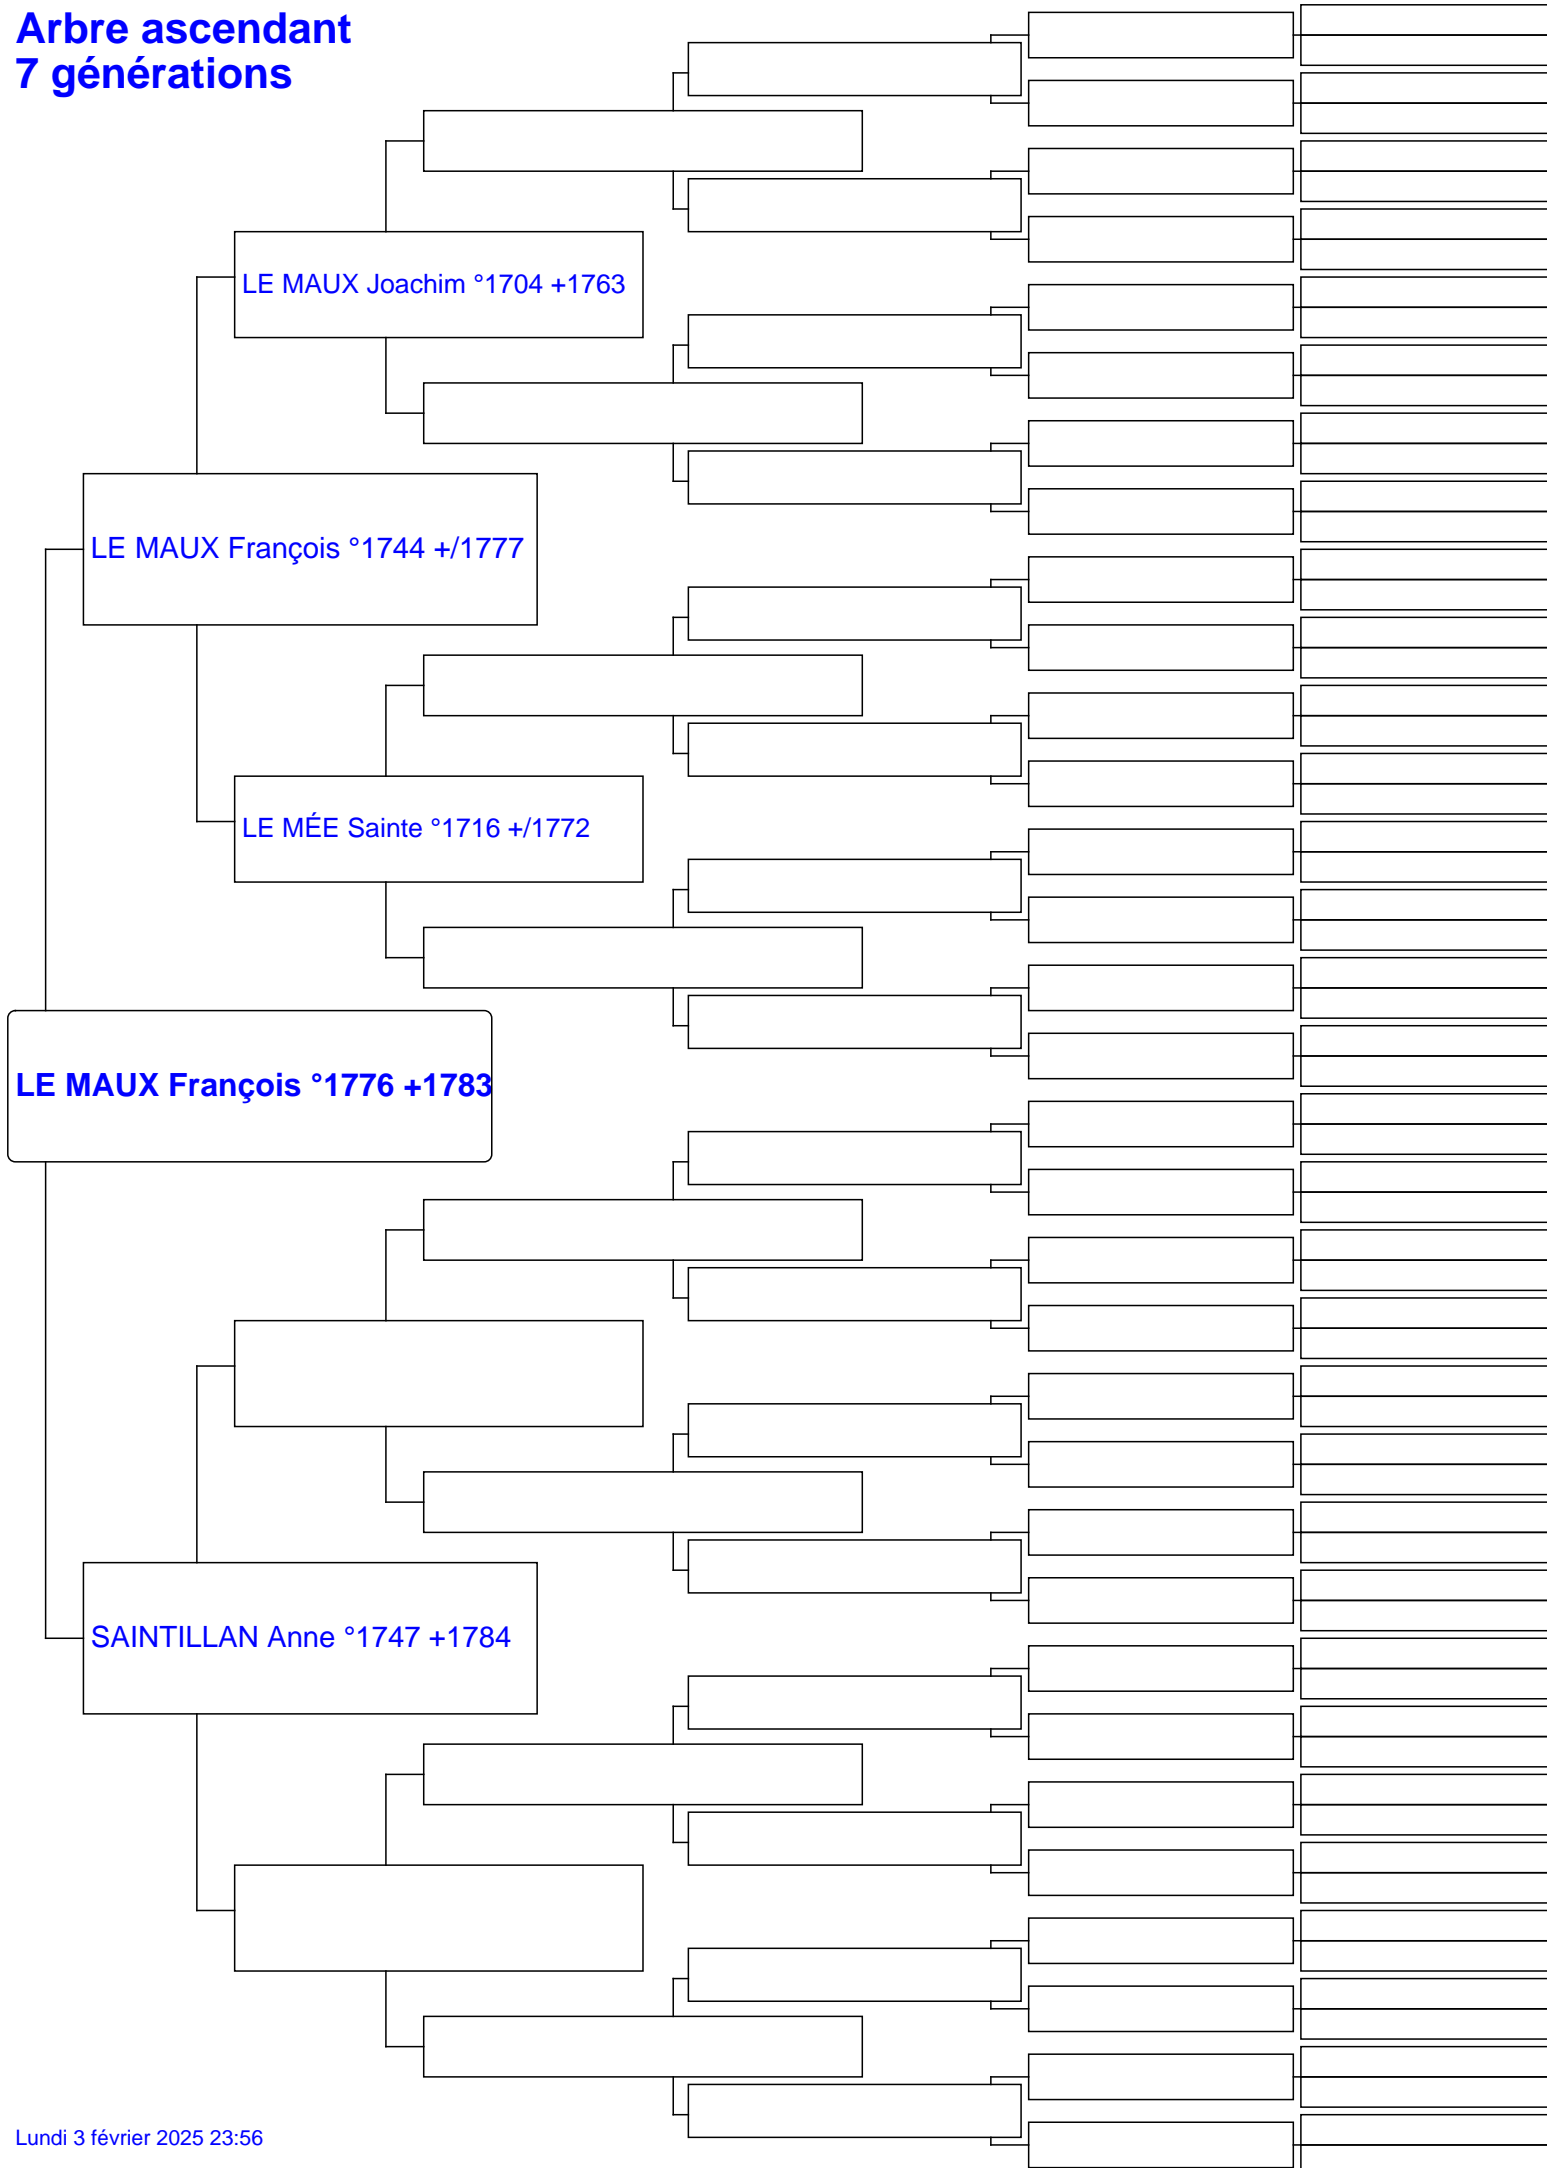 Arbre ascendant
7 générations
LE MAUX Joachim °1704 +1763
LE MAUX François °1744 +/1777
LE MÉE Sainte °1716 +/1772
LE MAUX François °1776 +1783
SAINTILLAN Anne °1747 +1784
Lundi 3 février 2025 23:56